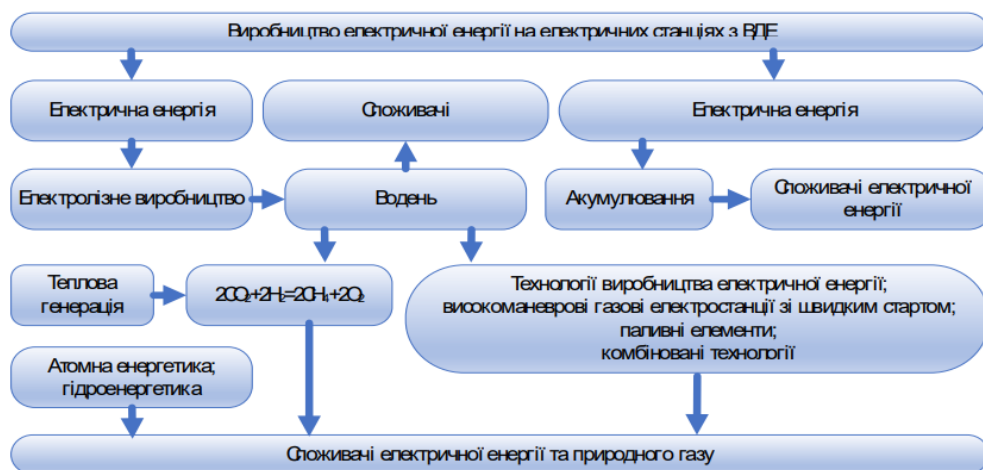 Виробництво електричної енергії на електричних станціях з ВДЕ
Електрична енергія
Споживачі
Електрична енергія
Електролізне виробництво
Водень
Акумулювання
Споживачі електричної
енергії
Теплова
генерація
2CO₂+2H₂=2CH₄+2O₂
Технології виробництва електричної енергії;
високоманеврові газові електростанції зі швидким стартом;
паливні елементи;
комбіновані технології
Атомна енергетика;
гідроенергетика
Споживачі електричної енергії та природного газу